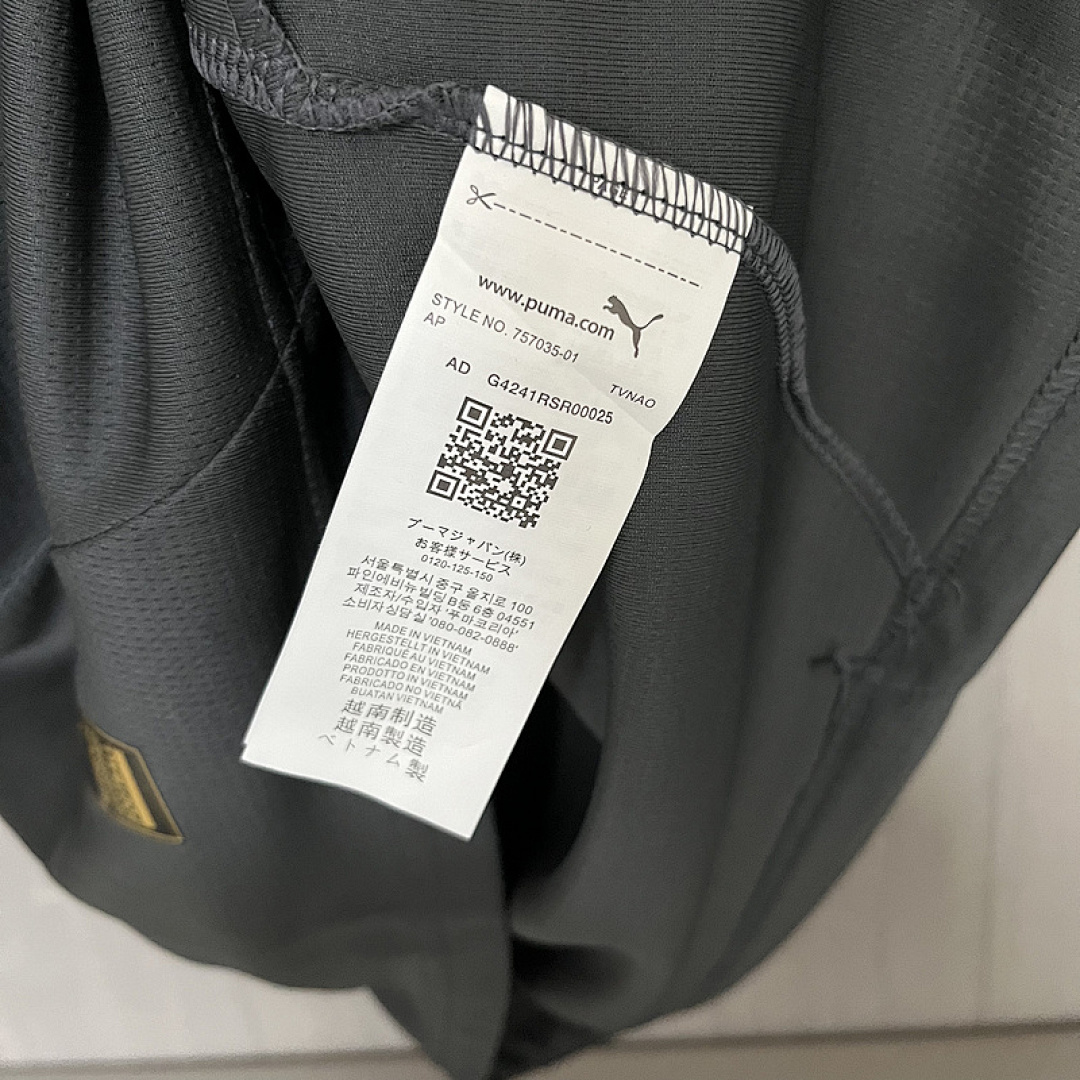 www.puma.com
STYLE NO. 757035-01
AP
TVNAO
AD G4241RSR00025
プーマジャパン(株)
お客様サービス
0120-125-150
서울특별시 중구 을지로 100
파인에비뉴빌딩 B동 6층 04551
제조자/수입자 '푸마코리아'
소비자상담실 '080-082-0888'
MADE IN VIETNAM
HERGESTELLT IN VIETNAM
FABRIQUÉ AU VIETNAM
FABRICADO EN VIETNAM
PRODOTTO IN VIETNAM
FABRICADO NO VIETNÃ
BUATAN VIETNAM
越南制造
越南製造
ベトナム製